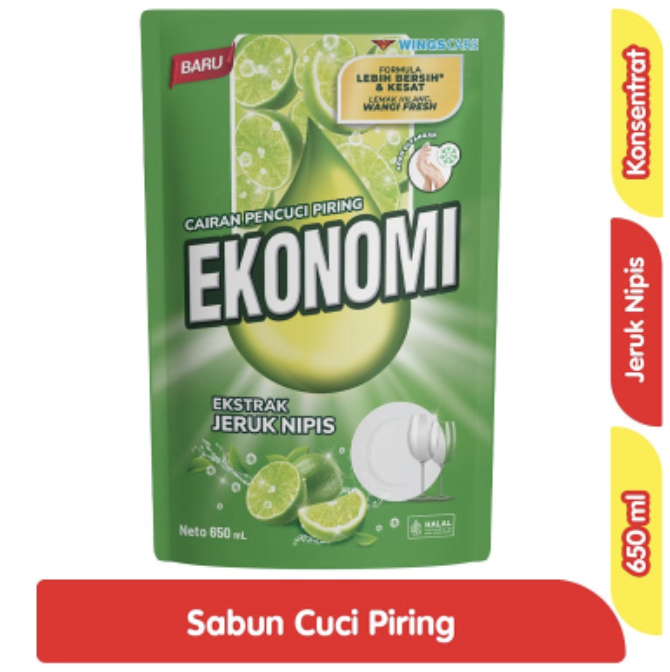 BARU
WINGSCARE
FORMULA
LEBIH BERSIH*
& KESAT
LEMAK HILANG,
WANGI FRESH
CAIRAN PENCUCI PIRING
EKONOMI
EKSTRAK
JERUK NIPIS
Neto 650 mL
HALAL
Konsentrat
Jeruk Nipis
650 ml
Sabun Cuci Piring